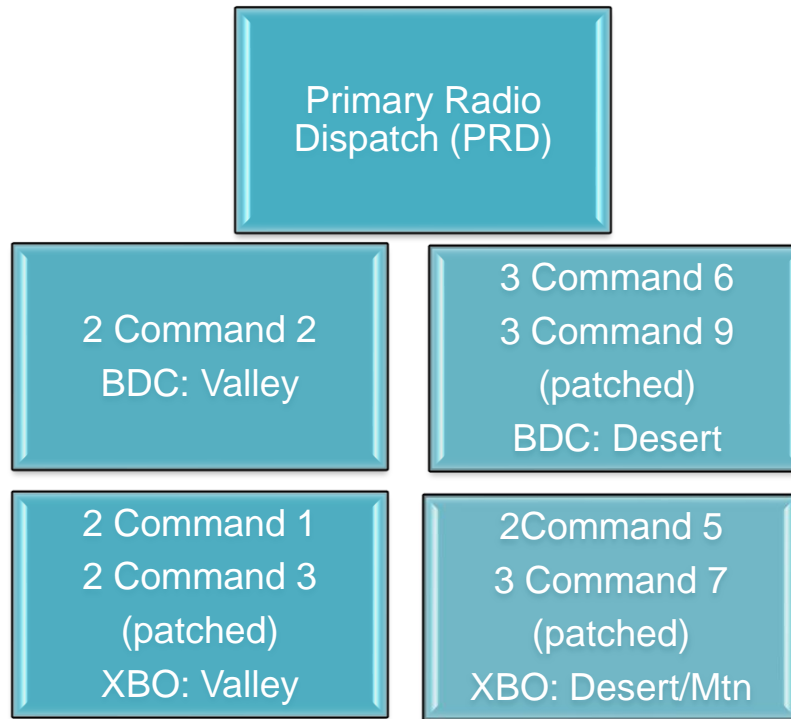 Primary Radio
Dispatch (PRD)
2 Command 2
BDC: Valley
3 Command 6
3 Command 9
(patched)
BDC: Desert
2 Command 1
2 Command 3
(patched)
XBO: Valley
2Command 5
3 Command 7
(patched)
XBO: Desert/Mtn